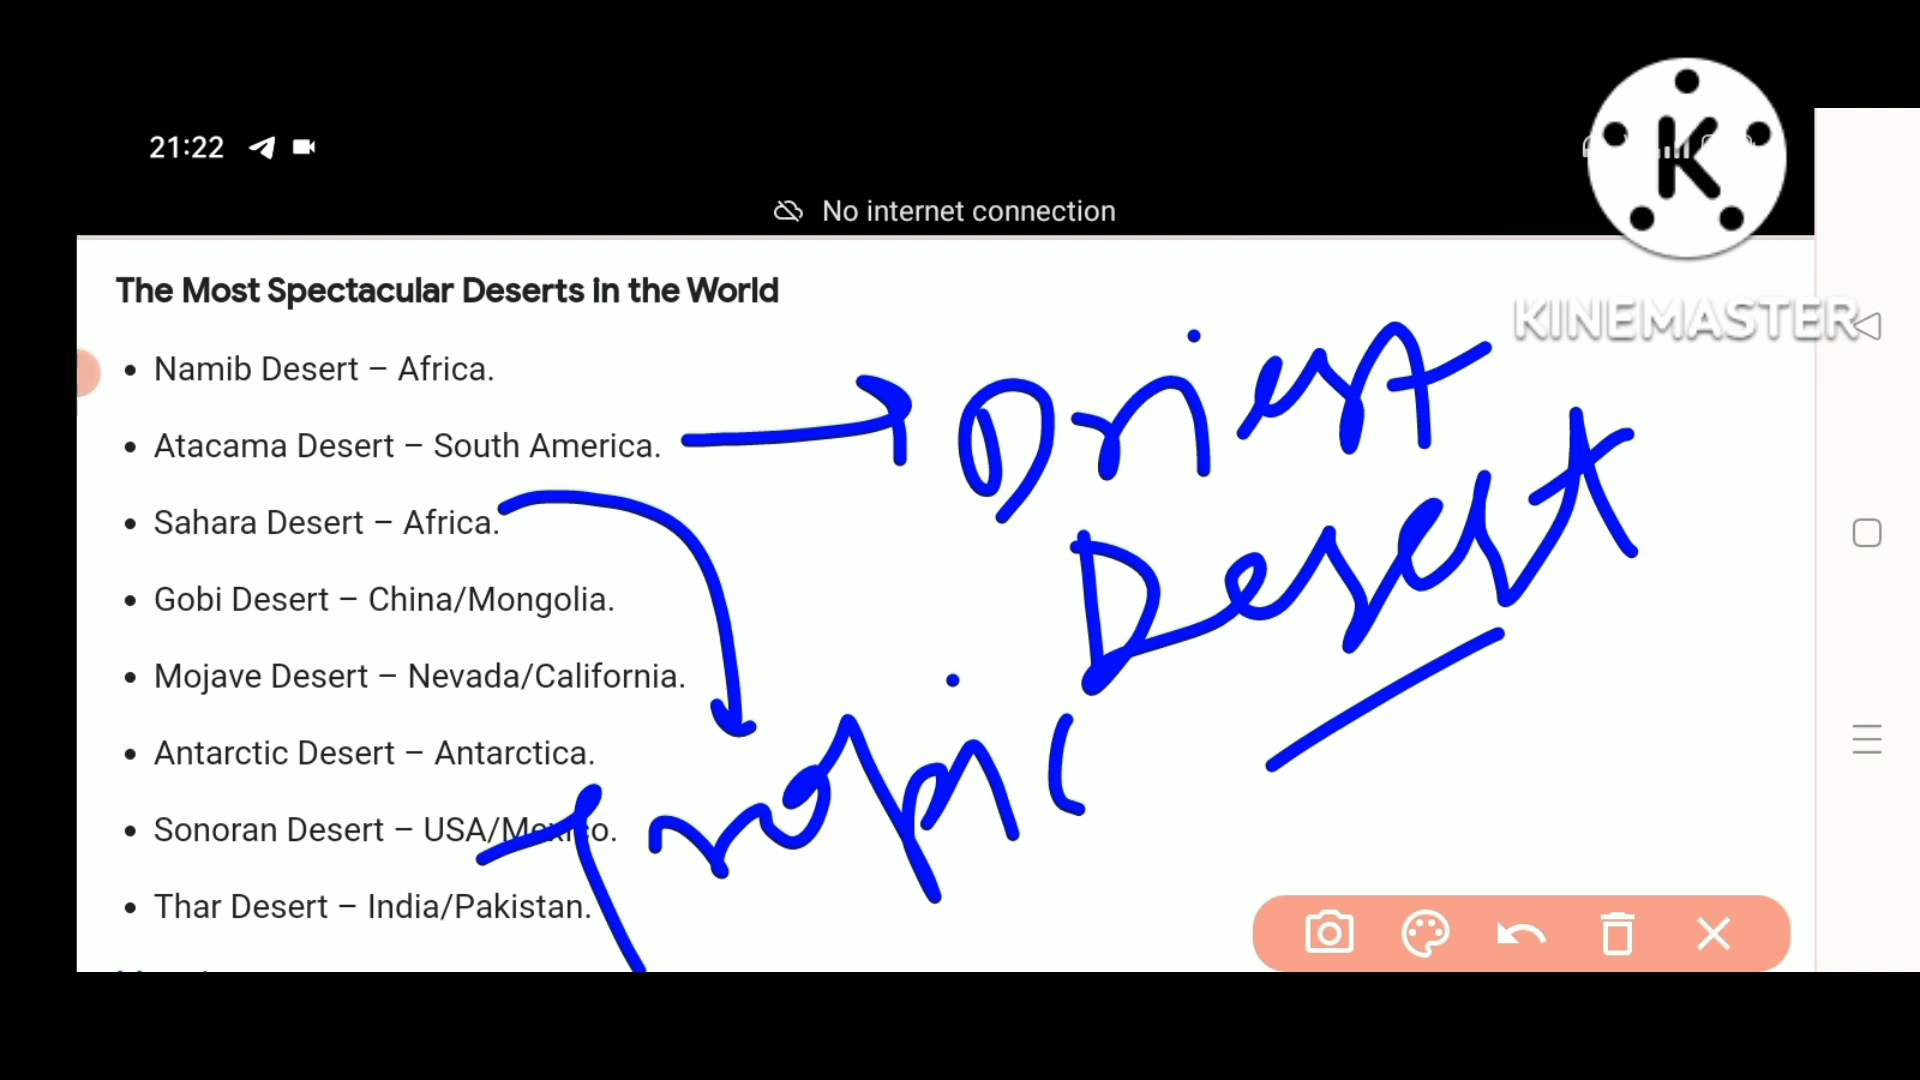 21:22
No internet connection
K
KINEMASTER
The Most Spectacular Deserts in the World
• Namib Desert – Africa.
• Atacama Desert – South America.
Driest
Desert
• Sahara Desert – Africa.
• Gobi Desert – China/Mongolia.
• Mojave Desert – Nevada/California.
• Antarctic Desert – Antarctica.
Tropic
• Sonoran Desert – USA/Mexico.
• Thar Desert – India/Pakistan.